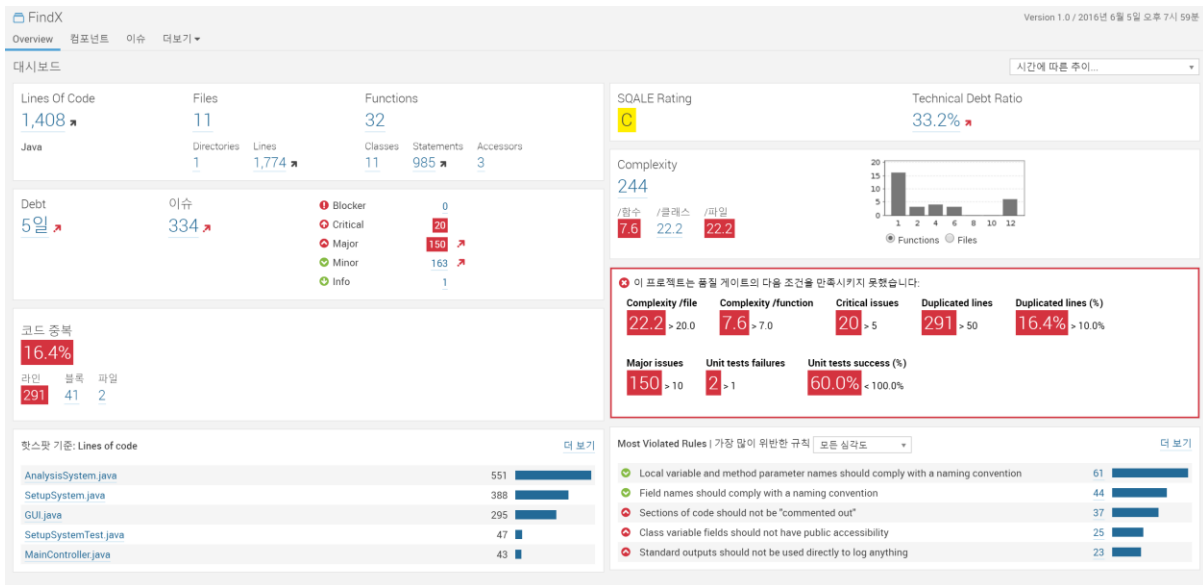 FindX
Version 1.0 / 2016년 6월 5일 오후 7시 59분
Overview 컴포넌트 이슈 더보기
대시보드
시간에 따른 추이...
Lines Of Code Files Functions
1,408 11 32
Java
Directories Lines Classes Statements Accessors
1 1,774 11 985 3
SQALE Rating Technical Debt Ratio
C 33.2%
Debt 이슈
5일 334
Blocker 0
Critical 20
Major 150
Minor 163
Info 1
Complexity
244
/함수 /클래스 /파일
7.6 22.2 22.2
20
15
10
5
0
1 2 4 6 8 10 12
Functions Files
코드 중복
16.4%
라인 블록 파일
291 41 2
이 프로젝트는 품질 게이트의 다음 조건을 만족시키지 못했습니다:
Complexity /file Complexity /function Critical issues Duplicated lines Duplicated lines (%)
22.2 > 20.0 7.6 > 7.0 20 > 5 291 > 50 16.4% > 10.0%
Major issues Unit tests failures Unit tests success (%)
150 > 10 2 > 1 60.0% < 100.0%
핫스팟 기준: Lines of code 더 보기
AnalysisSystem.java 551
SetupSystem.java 388
GUI.java 295
SetupSystemTest.java 47
MainController.java 43
Most Violated Rules | 가장 많이 위반한 규칙 모든 심각도 더 보기
Local variable and method parameter names should comply with a naming convention 61
Field names should comply with a naming convention 44
Sections of code should not be "commented out" 37
Class variable fields should not have public accessibility 25
Standard outputs should not be used directly to log anything 23